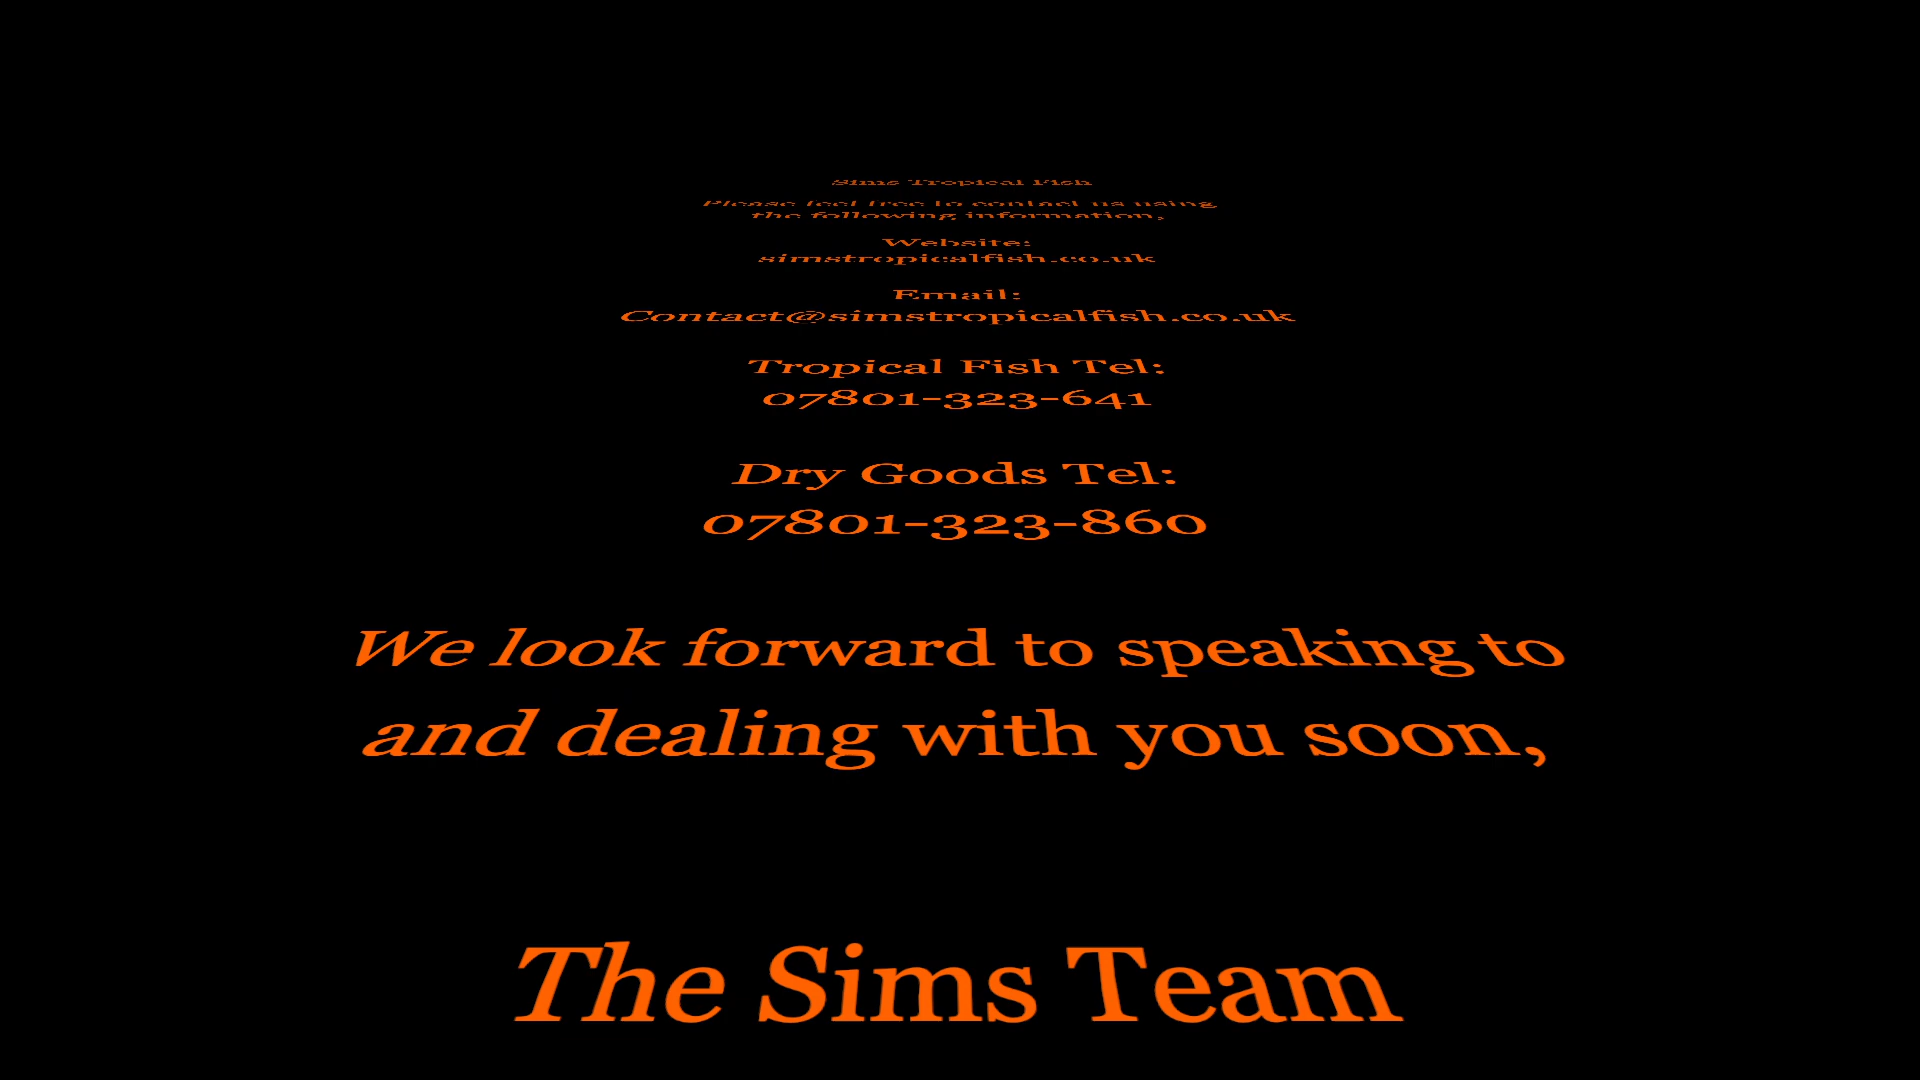 Sims Tropical Fish
Please feel free to contact us using
the following information,
Website:
simstropicalfish.co.uk
Email:
Contact@simstropicalfish.co.uk
Tropical Fish Tel:
07801-323-641
Dry Goods Tel:
07801-323-860
We look forward to speaking to
and dealing with you soon,
The Sims Team